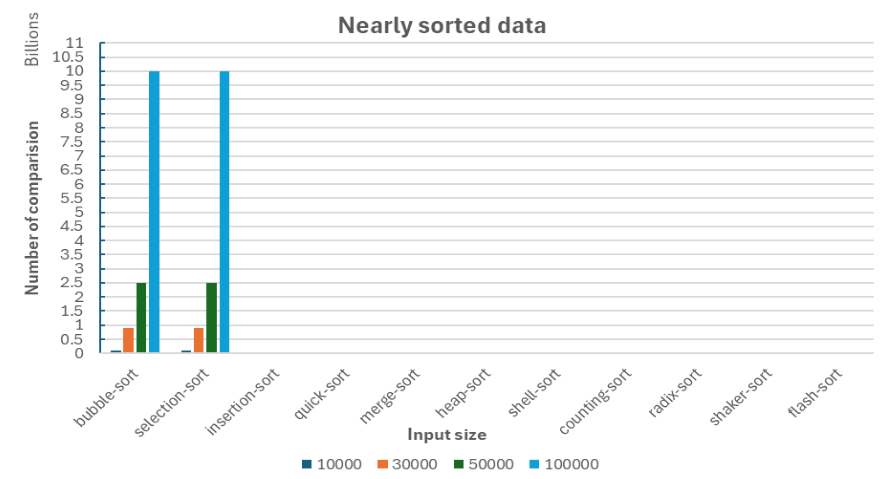 Nearly sorted data
Billions
Number of comparision
11
10.5
10
9.5
9
8.5
8
7.5
7
6.5
6
5.5
5
4.5
4
3.5
3
2.5
2
1.5
1
0.5
0
bubble-sort
selection-sort
insertion-sort
quick-sort
merge-sort
heap-sort
shell-sort
counting-sort
radix-sort
shaker-sort
flash-sort
Input size
10000 30000 50000 100000